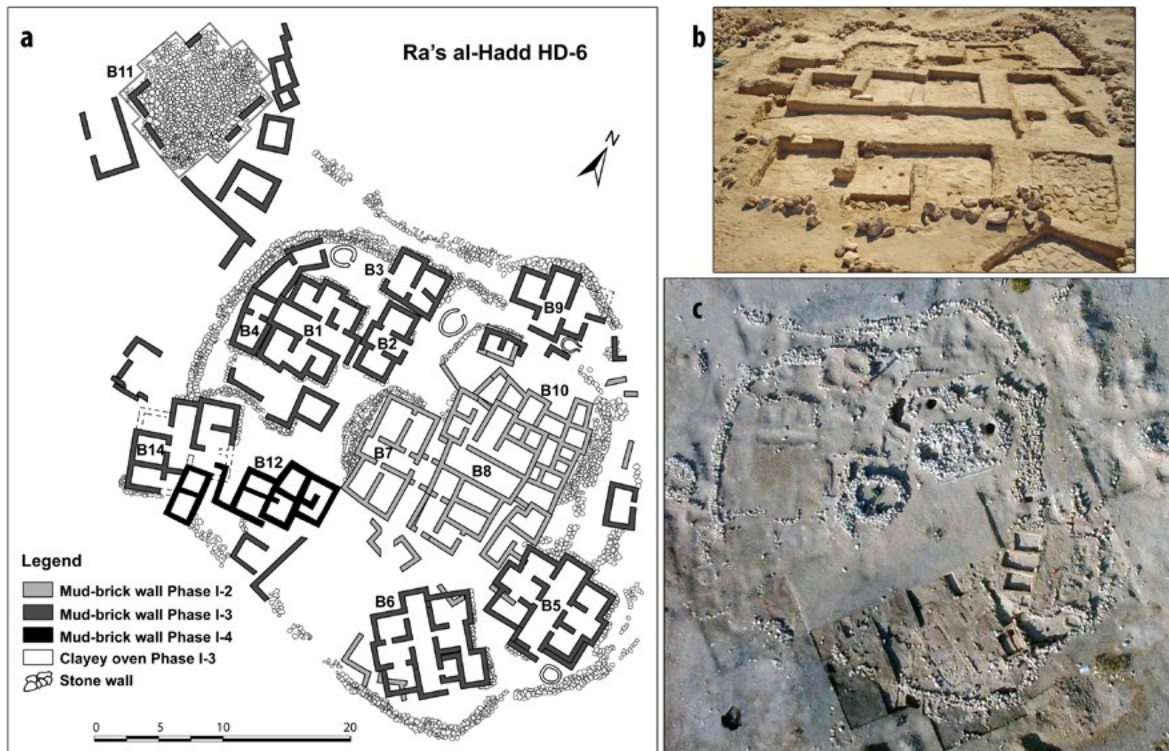 a
Ra's al-Hadd HD-6
B11
N
B3
B9
B4
B1
B2
B10
B7
B8
B14
B12
B6
B5
Legend
Mud-brick wall Phase I-2
Mud-brick wall Phase I-3
Mud-brick wall Phase I-4
Clayey oven Phase I-3
Stone wall
0 5 10 20
b
c